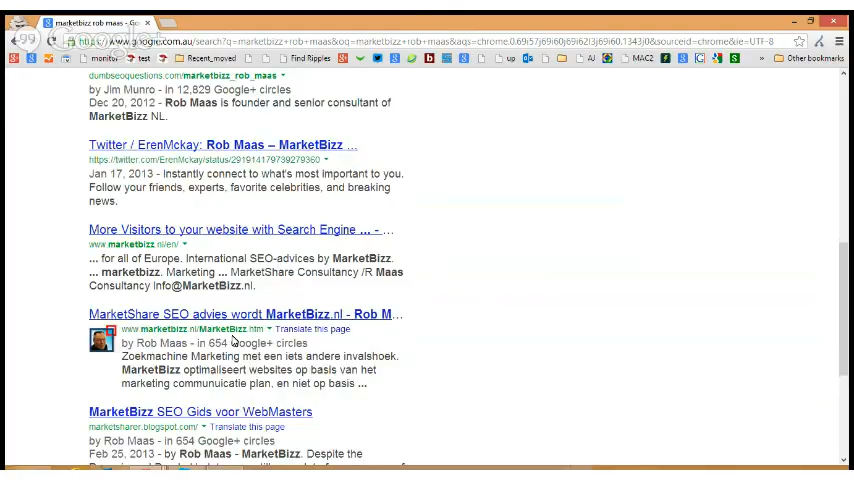 marketbizz rob maas - Go
99
https://www.google.com.au/search?q=marketbizz+rob+maas&oq=marketbizz+rob+maas&aqs=chrome.0.69i57j69i60j69i62l3j69i60.1343j0&sourceid=chrome&ie=UTF-8
monitor test Recent_moved Find Ripples up AJ MAC2 » Other bookmarks
dumbseoquestions.com/marketbizz_rob_maas
by Jim Munro - in 12,829 Google+ circles
Dec 20, 2012 - Rob Maas is founder and senior consultant of
MarketBizz NL.
Twitter / ErenMckay: Rob Maas – MarketBizz ...
https://twitter.com/ErenMckay/status/291914179739279360
Jan 17, 2013 - Instantly connect to what's most important to you.
Follow your friends, experts, favorite celebrities, and breaking
news.
More Visitors to your website with Search Engine ... - ...
www.marketbizz.nl/en/
... for all of Europe. International SEO-advices by MarketBizz.
... marketbizz. Marketing ... MarketShare Consultancy /R Maas
Consultancy Info@MarketBizz.nl.
MarketShare SEO advies wordt MarketBizz.nl - Rob M...
www.marketbizz.nl/MarketBizz.htm Translate this page
by Rob Maas - in 654 Google+ circles
Zoekmachine Marketing met een iets andere invalshoek.
MarketBizz optimaliseert websites op basis van het
marketing communuicatie plan, en niet op basis ...
MarketBizz SEO Gids voor WebMasters
marketsharer.blogspot.com/ Translate this page
by Rob Maas - in 654 Google+ circles
Feb 25, 2013 - by Rob Maas - MarketBizz. Despite the